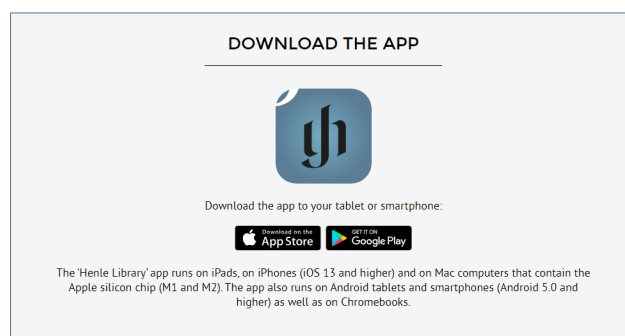 DOWNLOAD THE APP
Download the app to your tablet or smartphone:
Download on the App Store
GET IT ON Google Play
The 'Henle Library' app runs on iPads, on iPhones (iOS 13 and higher) and on Mac computers that contain the
Apple silicon chip (M1 and M2). The app also runs on Android tablets and smartphones (Android 5.0 and
higher) as well as on Chromebooks.